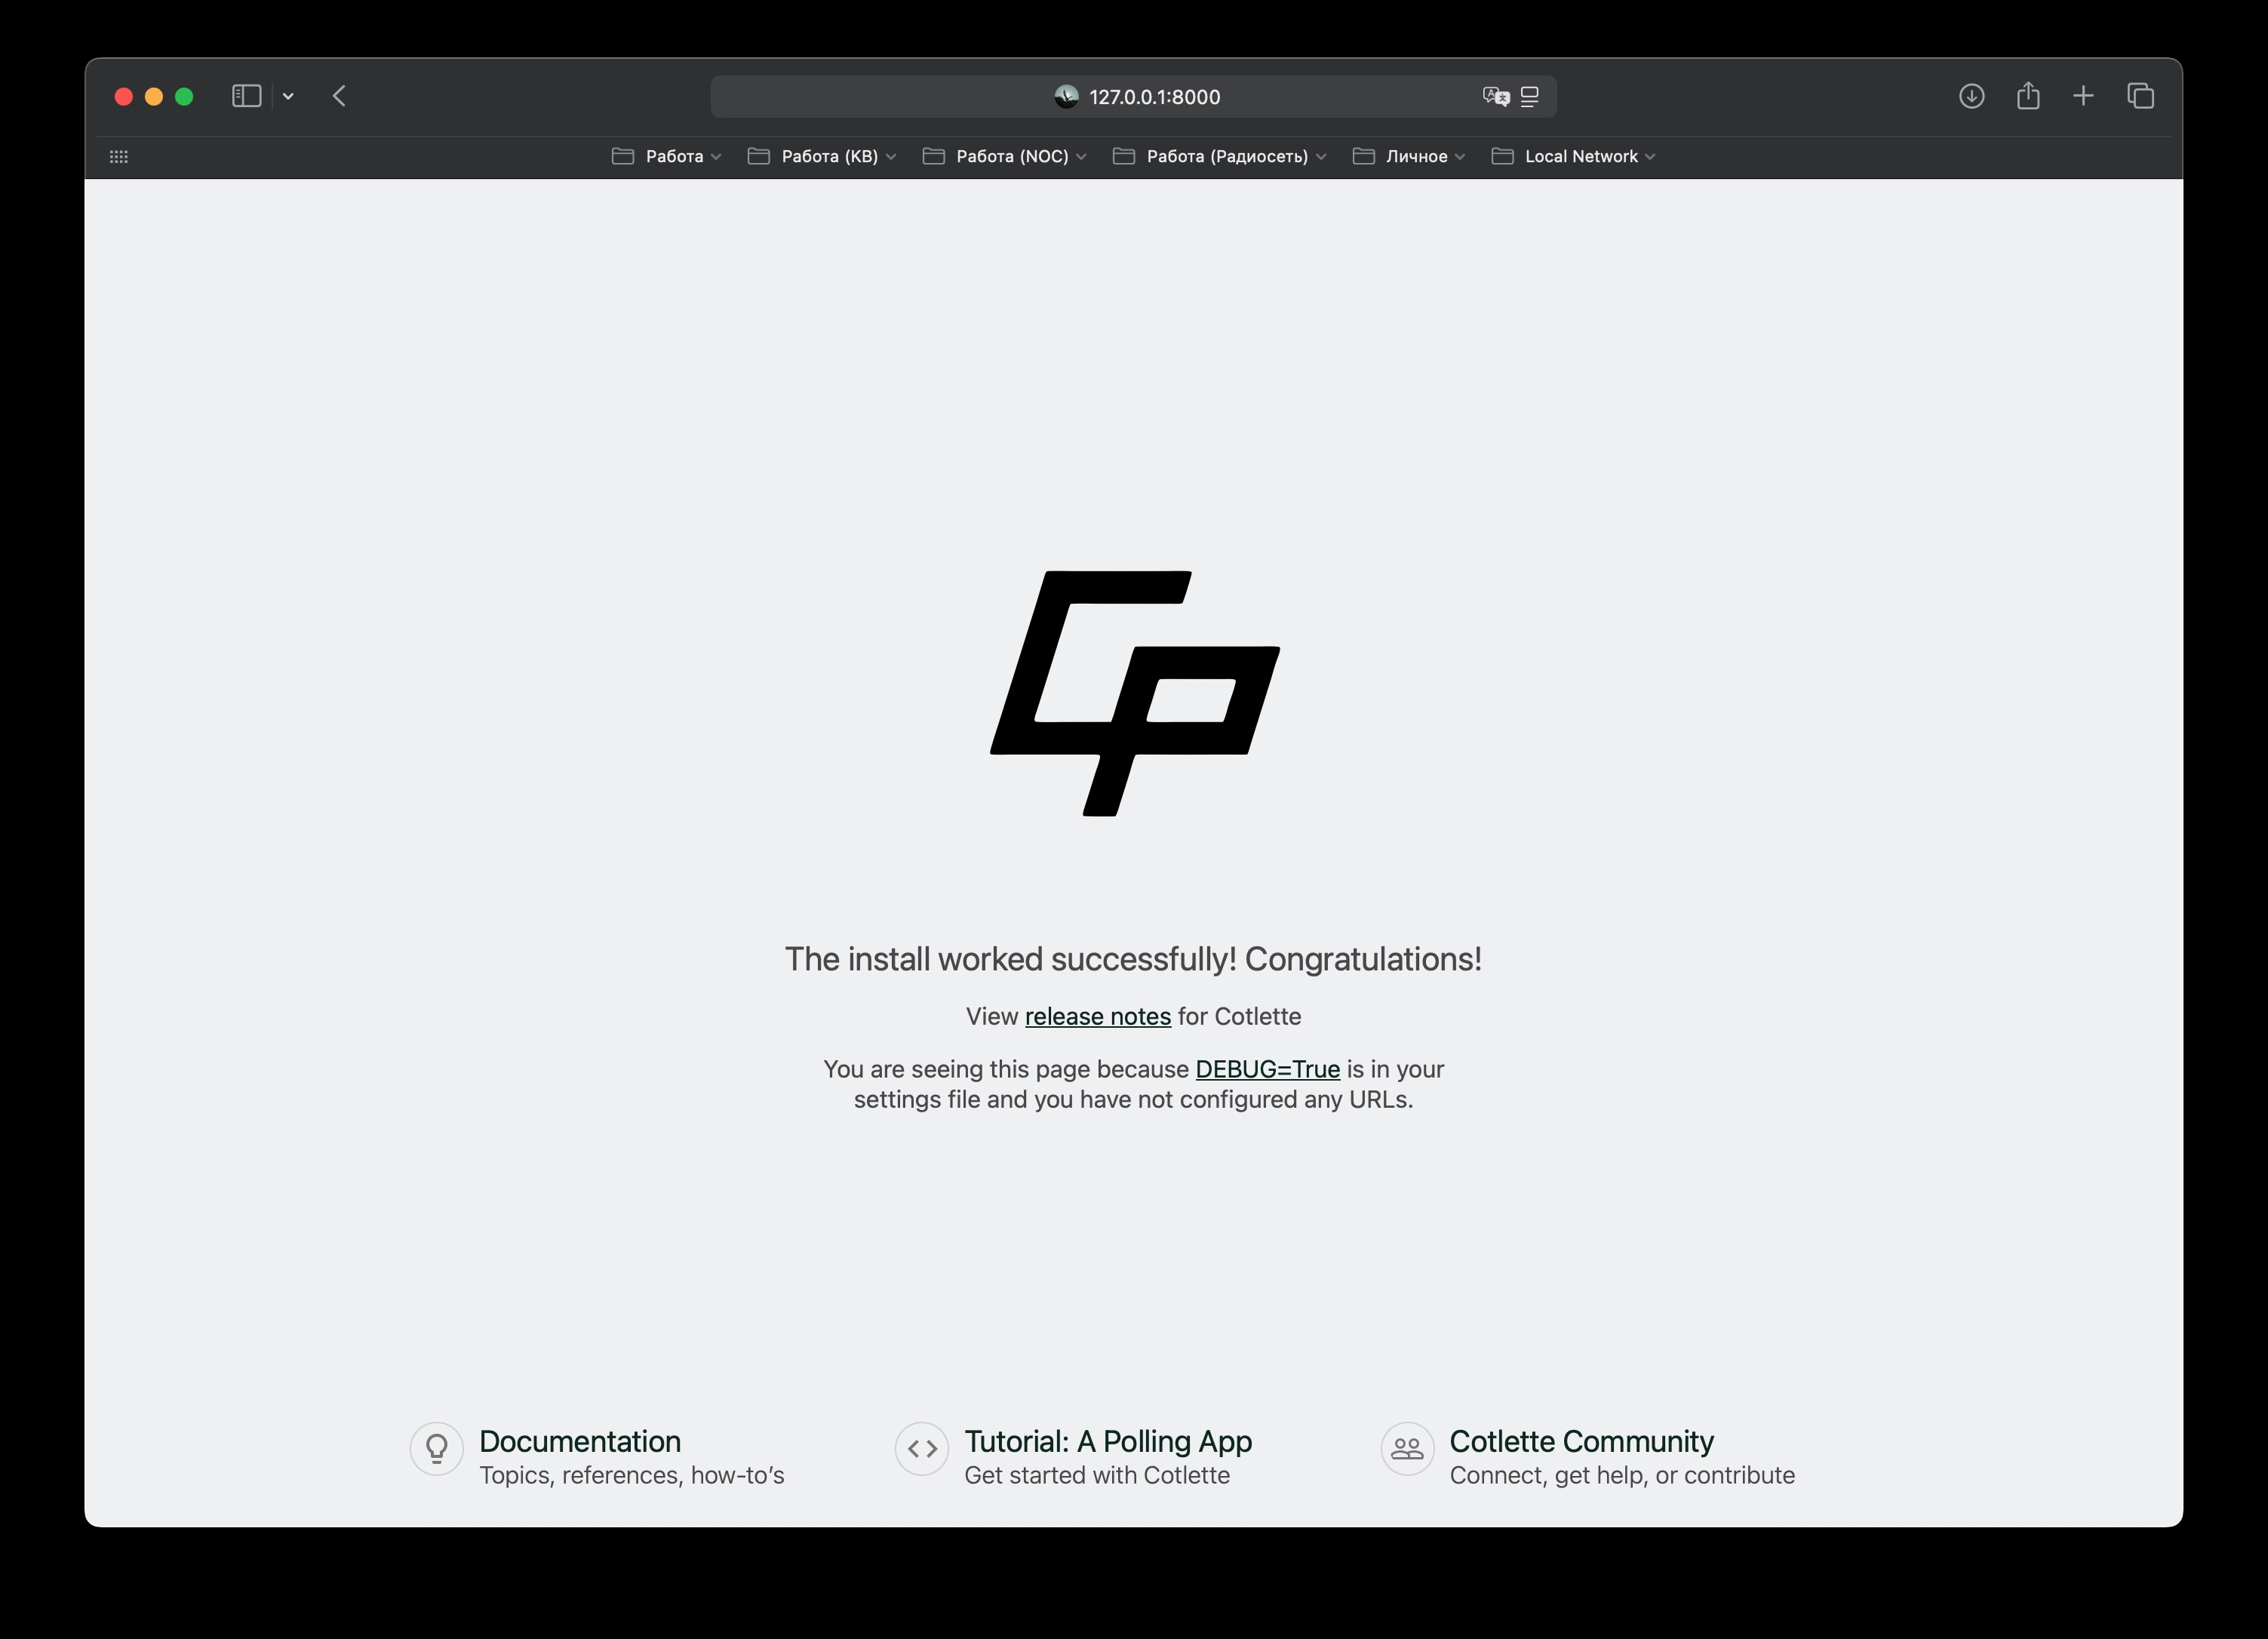 127.0.0.1:8000
Работа Работа (КВ) Работа (NOC) Работа (Радиосеть) Личное Local Network
The install worked successfully! Congratulations!
View release notes for Cotlette
You are seeing this page because DEBUG=True is in your
settings file and you have not configured any URLs.
Documentation
Topics, references, how-to’s
Tutorial: A Polling App
Get started with Cotlette
Cotlette Community
Connect, get help, or contribute